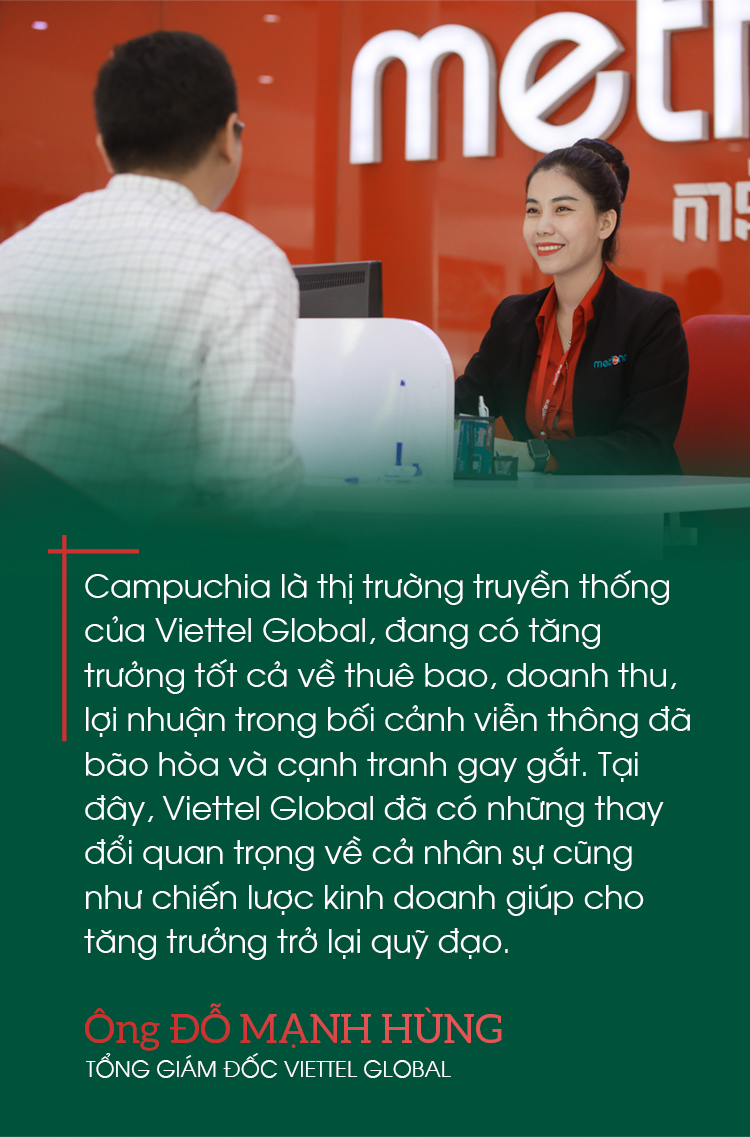 metf
កា
metfone
Campuchia là thị trường truyền thống
của Viettel Global, đang có tăng
trưởng tốt cả về thuê bao, doanh thu,
lợi nhuận trong bối cảnh viễn thông đã
bão hòa và cạnh tranh gay gắt. Tại
đây, Viettel Global đã có những thay
đổi quan trọng về cả nhân sự cũng
như chiến lược kinh doanh giúp cho
tăng trưởng trở lại quỹ đạo.
Ông ĐỖ MẠNH HÙNG
TỔNG GIÁM ĐỐC VIETTEL GLOBAL